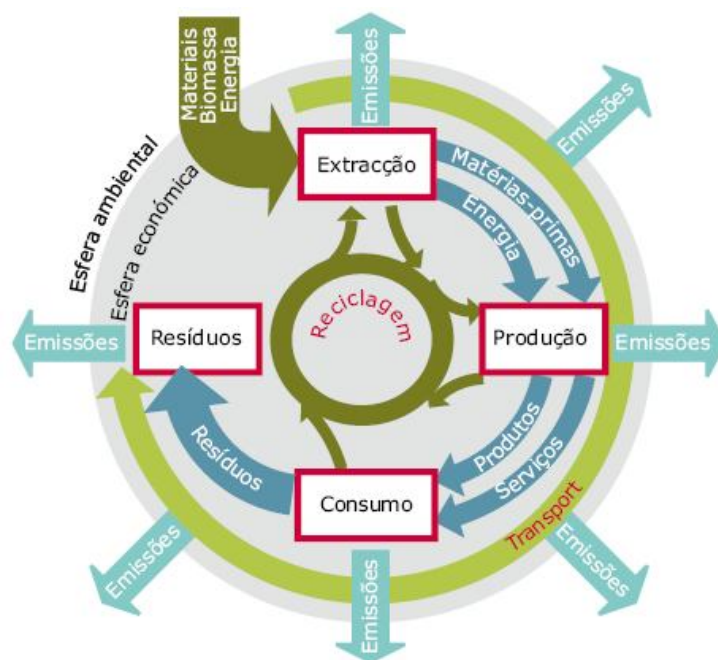 Materiais
Biomassa
Energia
Emissões
Emissões
Extracção
Matérias-primas
Energia
Esfera ambiental
Esfera económica
Reciclagem
Emissões
Resíduos
Produção
Emissões
Resíduos
Produtos
Serviços
Consumo
Transport
Emissões
Emissões
Emissões